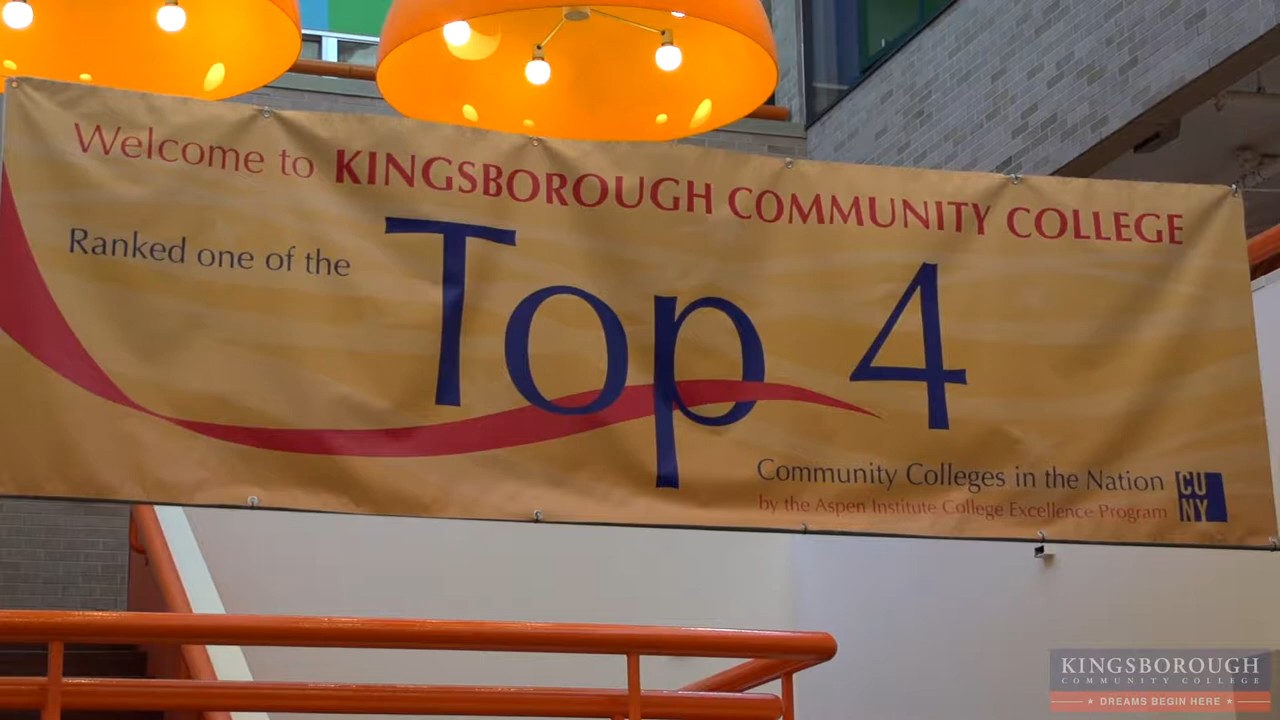 Welcome to KINGSBOROUGH COMMUNITY COLLEGE
Ranked one of the
Top 4
Community Colleges in the Nation
by the Aspen Institute College Excellence Program
CU
NY
KINGSBOROUGH
COMMUNITY COLLEGE
★ DREAMS BEGIN HERE ★